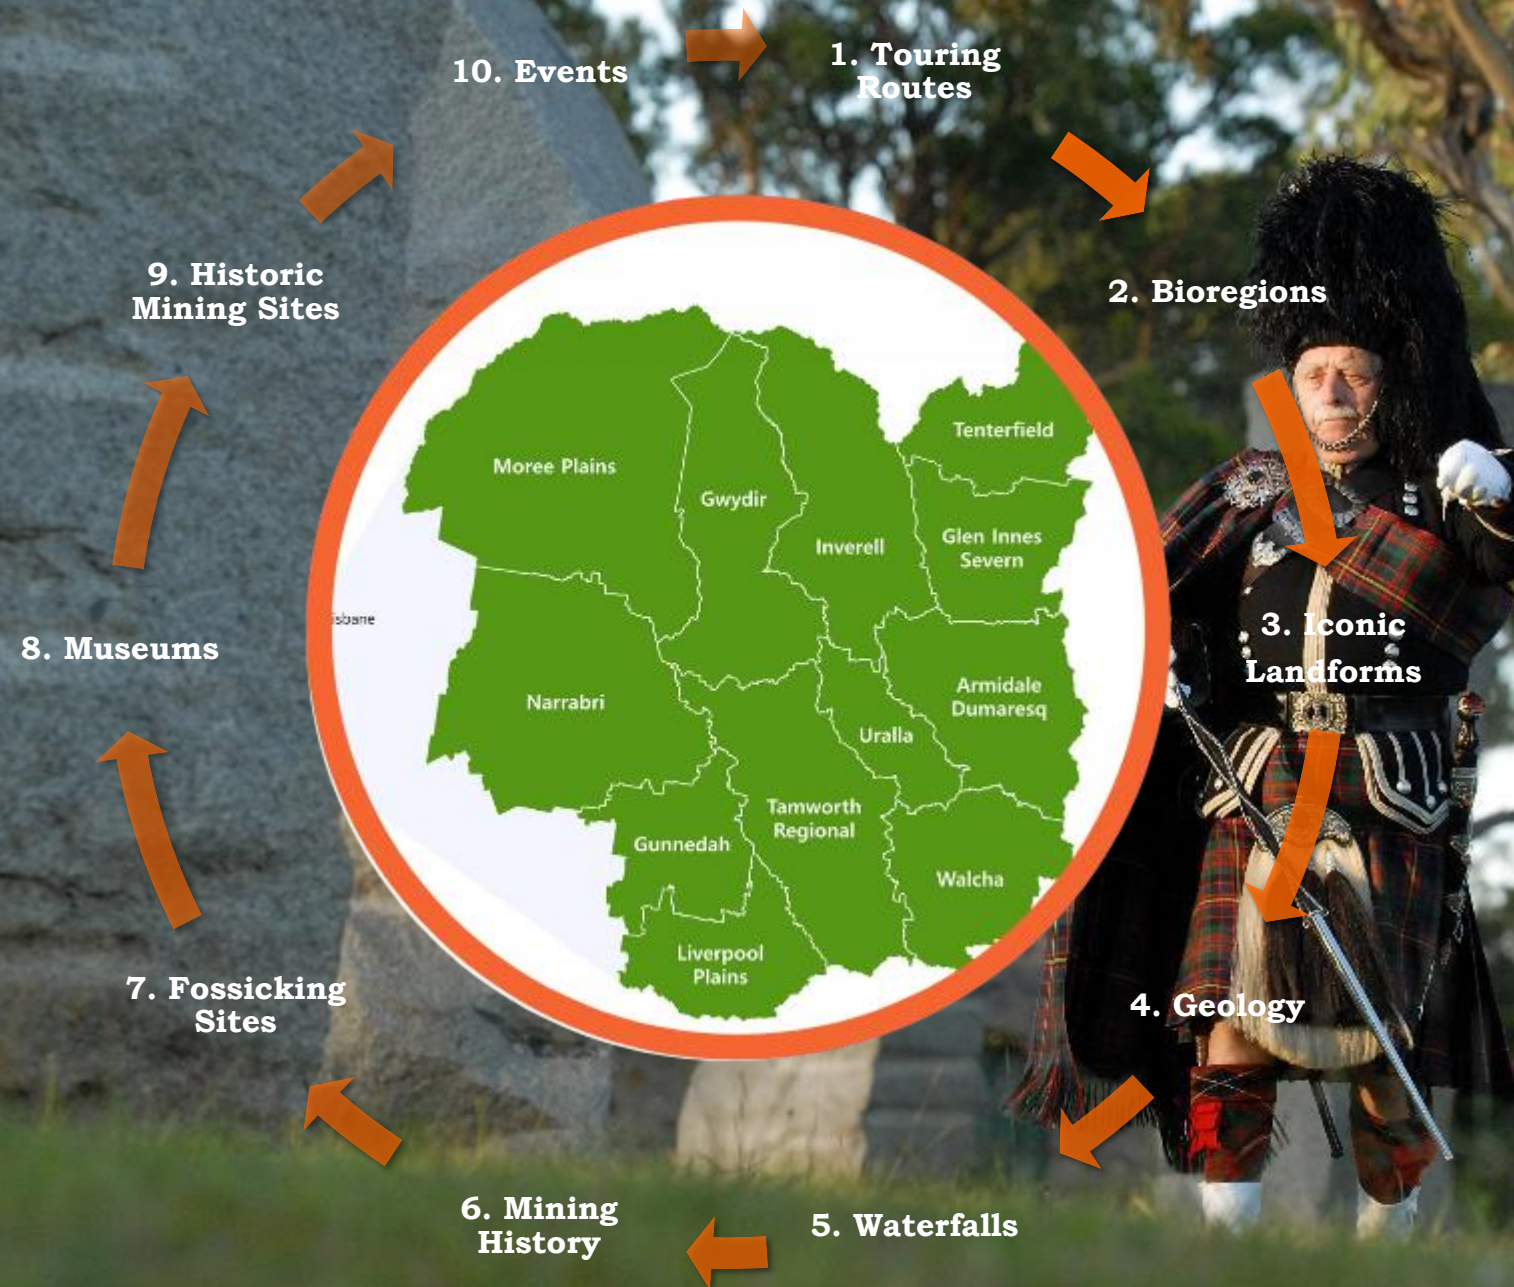 10. Events
1. Touring
Routes
2. Bioregions
3. Iconic
Landforms
4. Geology
5. Waterfalls
6. Mining
History
7. Fossicking
Sites
8. Museums
9. Historic
Mining Sites
Tenterfield
Moree Plains
Gwydir
Inverell
Glen Innes
Severn
isbane
Narrabri
Armidale
Dumaresq
Uralla
Tamworth
Regional
Gunnedah
Walcha
Liverpool
Plains